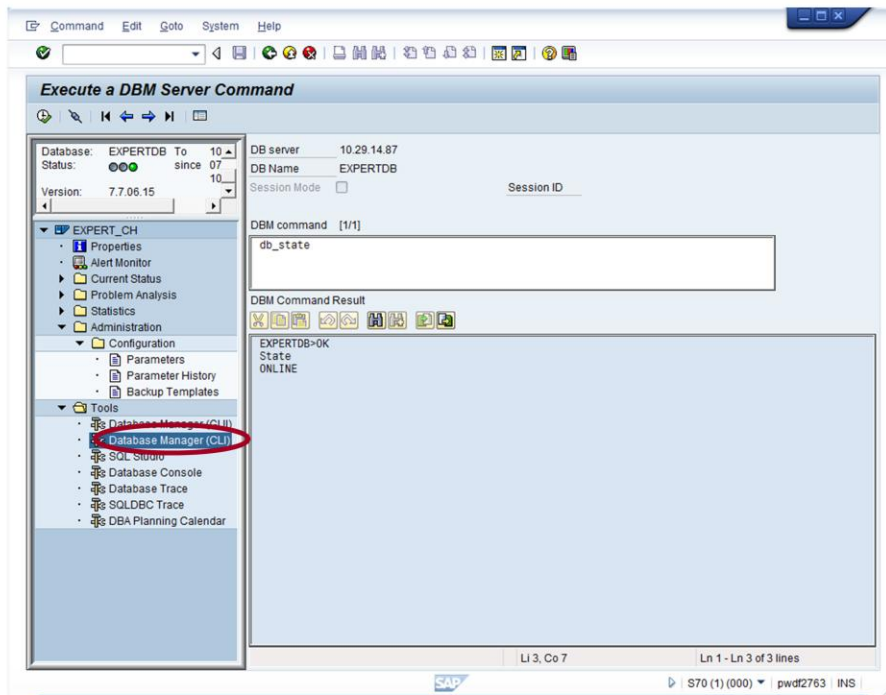 Command Edit Goto System Help
Execute a DBM Server Command
Database: EXPERTDB To 10
Status: since 07
10
Version: 7.7.06.15
EXPERT_CH
Properties
Alert Monitor
Current Status
Problem Analysis
Statistics
Administration
Configuration
Parameters
Parameter History
Backup Templates
Tools
Database Manager (GUI)
Database Manager (CLI)
SQL Studio
Database Console
Database Trace
SQLDBC Trace
DBA Planning Calendar
DB server 10.29.14.87
DB Name EXPERTDB
Session Mode Session ID
DBM command [1/1]
db_state
DBM Command Result
EXPERTDB>OK
State
ONLINE
Li 3, Co 7 Ln 1 - Ln 3 of 3 lines
SAP S70 (1) (000) pwdf2763 INS